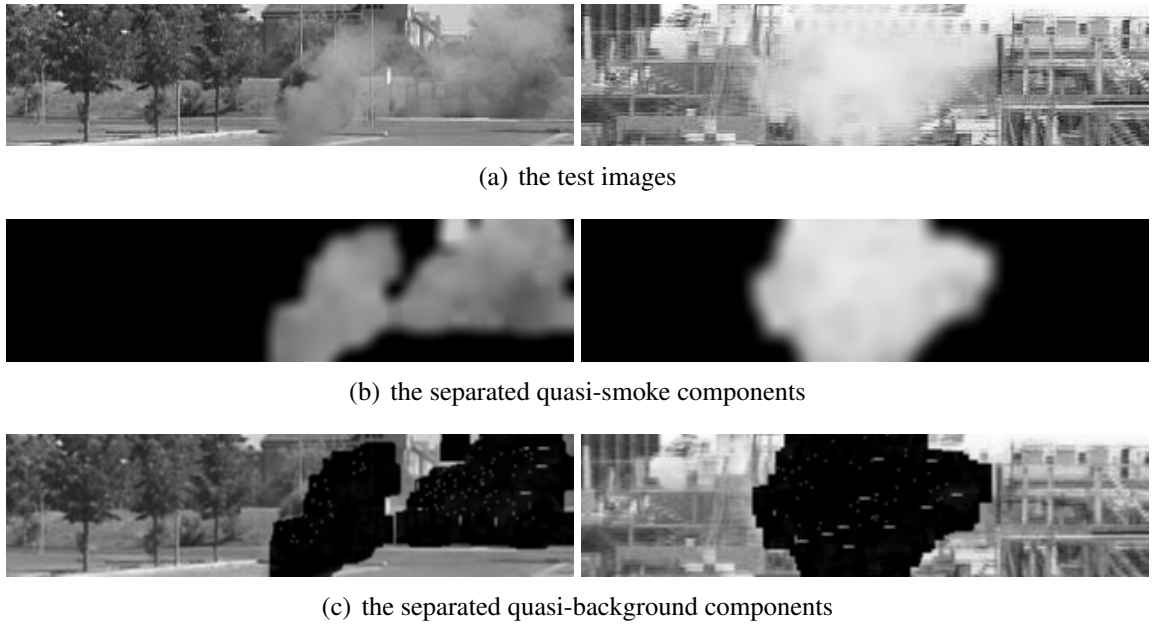 (a) the test images
(b) the separated quasi-smoke components
(c) the separated quasi-background components